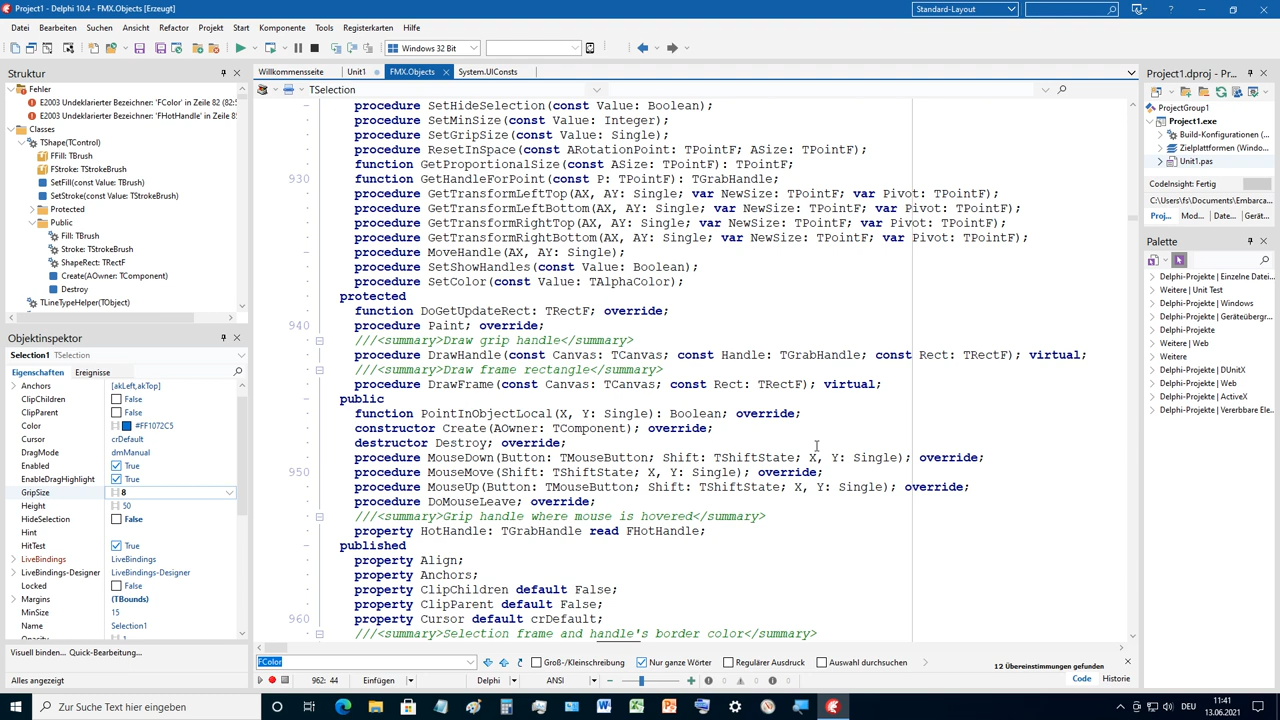 Project1 - Delphi 10.4 - FMX.Objects [Erzeugt]
Standard-Layout
Datei Bearbeiten Suchen Ansicht Refactor Projekt Start Komponente Tools Registerkarten Hilfe
Windows 32 Bit
Struktur
Fehler
E2003 Undeklarierter Bezeichner: 'FColor' in Zeile 82 (82:
E2003 Undeklarierter Bezeichner: 'FHotHandle' in Zeile 8:
Classes
TShape(TControl)
FFill: TBrush
FStroke: TStrokeBrush
SetFill(const Value: TBrush)
SetStroke(const Value: TStrokeBrush)
Protected
Public
Fill: TBrush
Stroke: TStrokeBrush
ShapeRect: TRectF
Create(AOwner: TComponent)
Destroy
TLineTypeHelper(TObject)
Objektinspektor
Selection1 TSelection
Eigenschaften Ereignisse
Anchors [akLeft,akTop]
ClipChildren False
ClipParent False
Color #FF1072C5
Cursor crDefault
DragMode dmManual
Enabled True
EnableDragHighlight True
GripSize 8
Height 50
HideSelection False
Hint
HitTest True
LiveBindings LiveBindings
LiveBindings-Designer LiveBindings-Designer
Locked False
Margins (TBounds)
MinSize 15
Name Selection1
Opacity 1
Visuell binden... Quick-Bearbeitung...
Alles angezeigt
Willkommensseite Unit1 FMX.Objects System.UIConsts
TSelection
procedure SetHideSelection(const Value: Boolean);
procedure SetMinSize(const Value: Integer);
procedure SetGripSize(const Value: Single);
procedure ResetInSpace(const ARotationPoint: TPointF; ASize: TPointF);
function GetProportionalSize(const ASize: TPointF): TPointF;
930 function GetHandleForPoint(const P: TPointF): TGrabHandle;
procedure GetTransformLeftTop(AX, AY: Single; var NewSize: TPointF; var Pivot: TPointF);
procedure GetTransformLeftBottom(AX, AY: Single; var NewSize: TPointF; var Pivot: TPointF);
procedure GetTransformRightTop(AX, AY: Single; var NewSize: TPointF; var Pivot: TPointF);
procedure GetTransformRightBottom(AX, AY: Single; var NewSize: TPointF; var Pivot: TPointF);
procedure MoveHandle(AX, AY: Single);
procedure SetShowHandles(const Value: Boolean);
procedure SetColor(const Value: TAlphaColor);
protected
function DoGetUpdateRect: TRectF; override;
940 procedure Paint; override;
///<summary>Draw grip handle</summary>
procedure DrawHandle(const Canvas: TCanvas; const Handle: TGrabHandle; const Rect: TRectF); virtual;
///<summary>Draw frame rectangle</summary>
procedure DrawFrame(const Canvas: TCanvas; const Rect: TRectF); virtual;
public
function PointInObjectLocal(X, Y: Single): Boolean; override;
constructor Create(AOwner: TComponent); override;
destructor Destroy; override;
procedure MouseDown(Button: TMouseButton; Shift: TShiftState; X, Y: Single); override;
950 procedure MouseMove(Shift: TShiftState; X, Y: Single); override;
procedure MouseUp(Button: TMouseButton; Shift: TShiftState; X, Y: Single); override;
procedure DoMouseLeave; override;
///<summary>Grip handle where mouse is hovered</summary>
property HotHandle: TGrabHandle read FHotHandle;
published
property Align;
property Anchors;
property ClipChildren default False;
property ClipParent default False;
960 property Cursor default crDefault;
///<summary>Selection frame and handle's border color</summary>
FColor Groß-/Kleinschreibung Nur ganze Wörter Regulärer Ausdruck Auswahl durchsuchen 12 Übereinstimmungen gefunden
962: 44 Einfügen Delphi ANSI 0 0 0 Code Historie
Project1.dproj - Pr...
ProjectGroup1
Project1.exe
Build-Konfigurationen (...
Zielplattformen (Windo...
Unit1.pas
CodeInsight: Fertig
C:\Users\fs\Documents\Embarca...
Proj... Mod... Date... Gerät...
Palette
Delphi-Projekte | Einzelne Datei...
Weitere | Unit Test
Delphi-Projekte | Windows
Delphi-Projekte | Geräteübergr...
Delphi-Projekte
Weitere | Web
Weitere
Delphi-Projekte | DUnitX
Delphi-Projekte | Web
Delphi-Projekte | ActiveX
Delphi-Projekte | Vererbbare Ele...
Zur Suche Text hier eingeben
DEU
11:41
13.06.2021